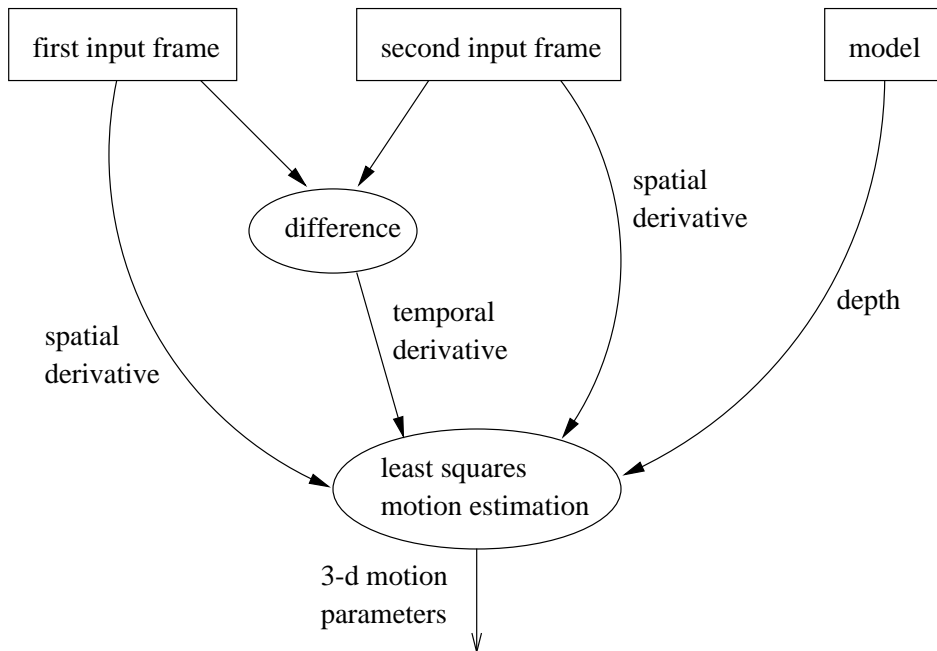 first input frame
second input frame
model
difference
spatial
derivative
temporal
derivative
depth
spatial
derivative
least squares
motion estimation
3-d motion
parameters